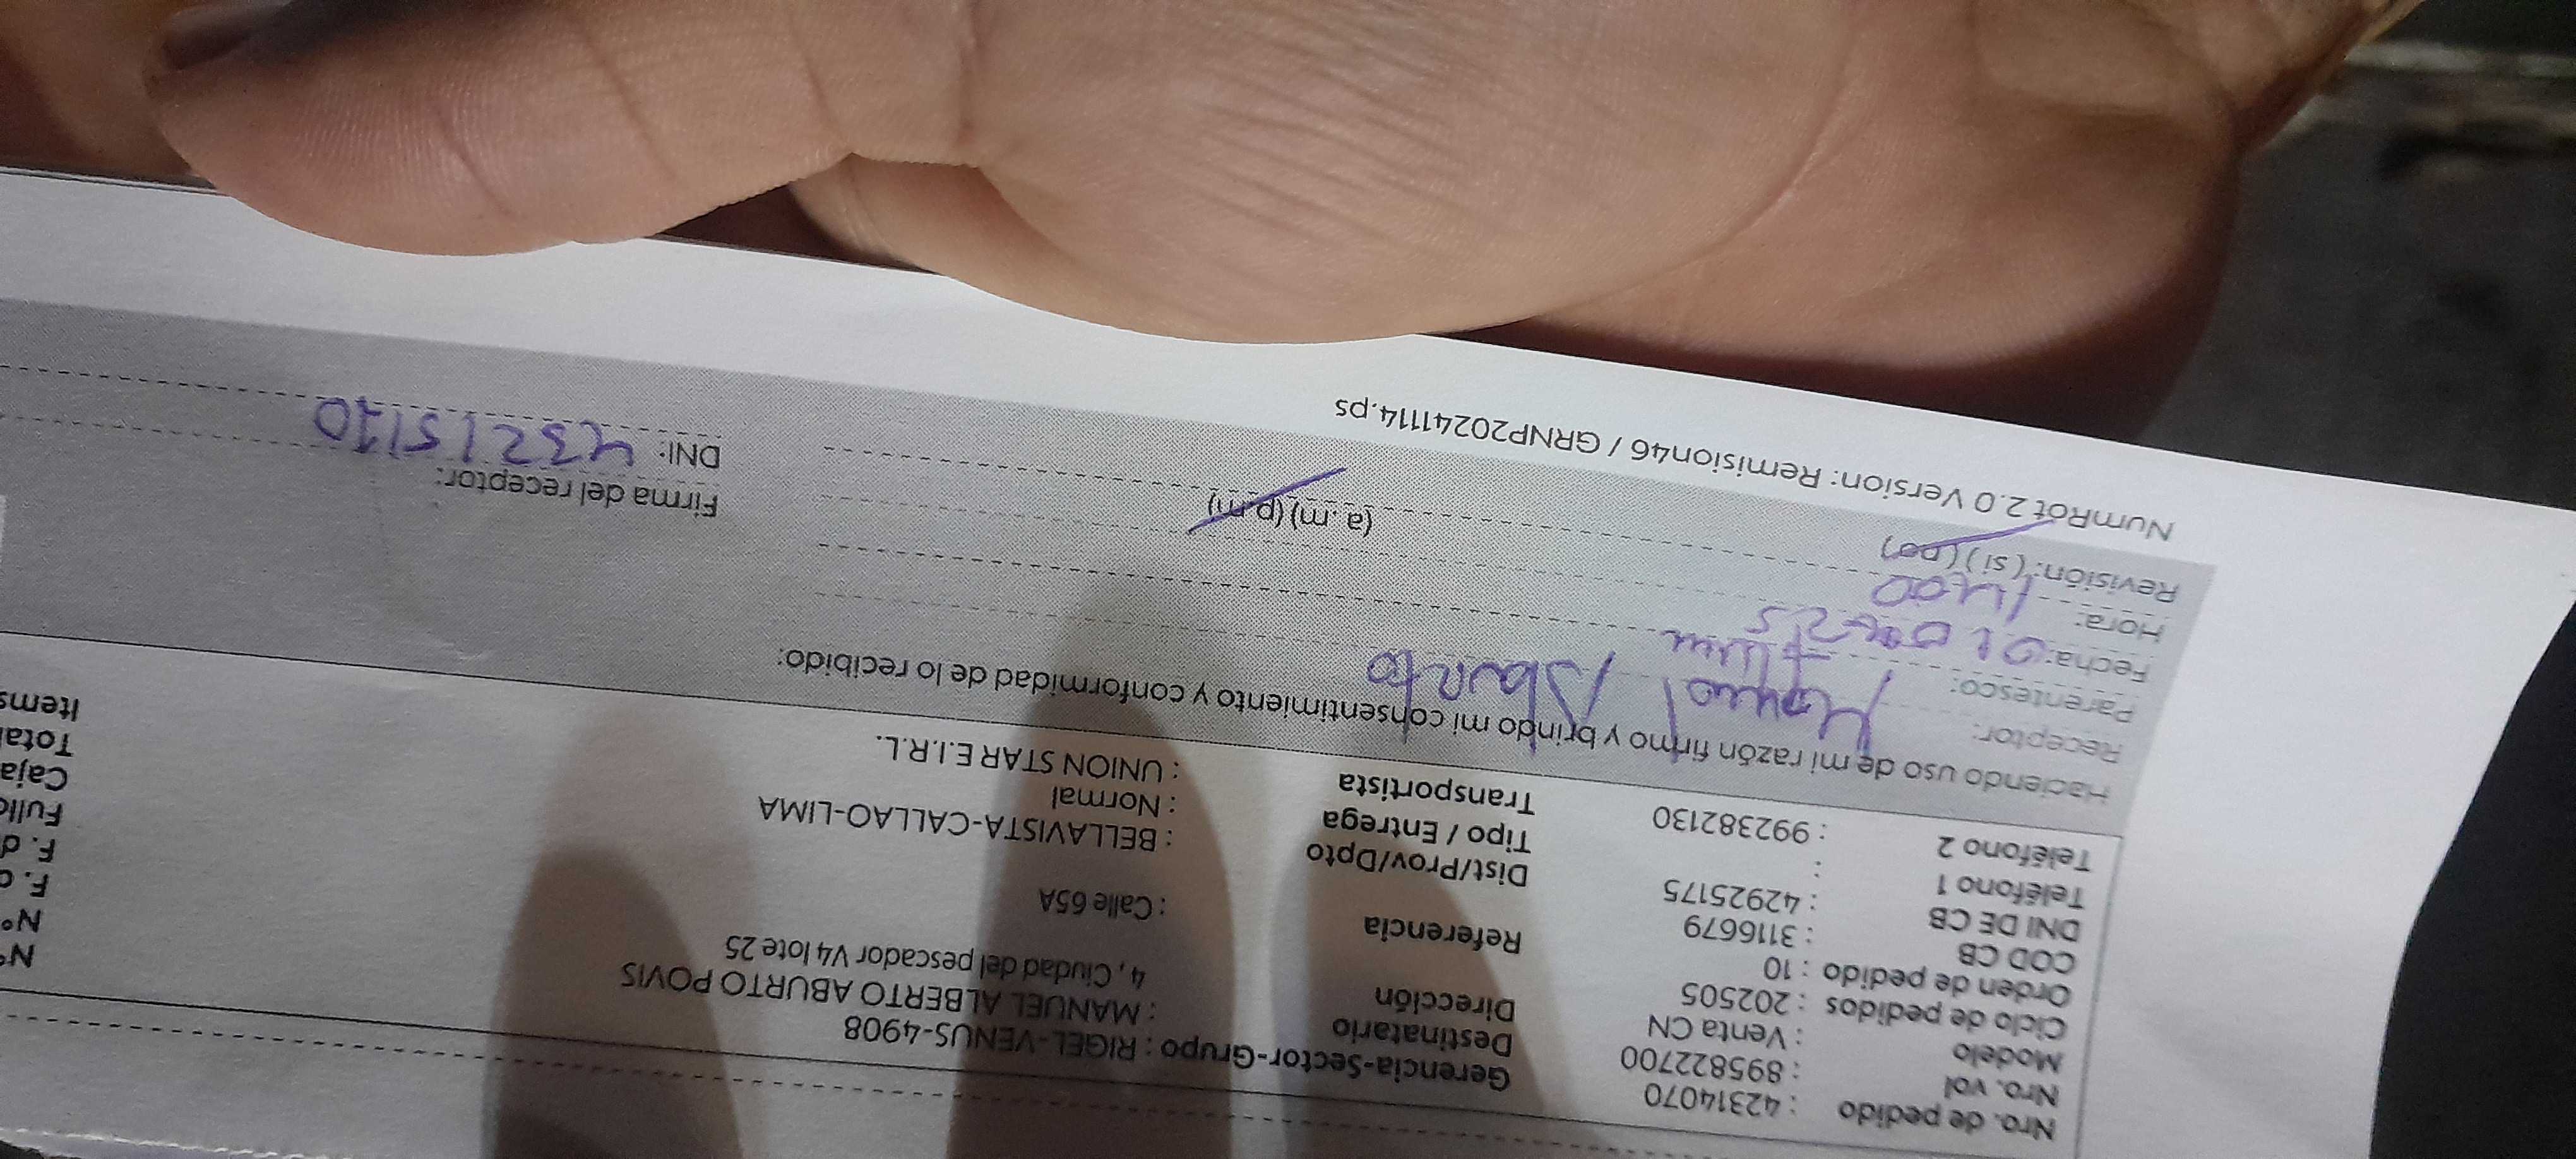 Nro. de pedido : 42314070
Nro. vol : 895822700
Modelo : Venta CN
Ciclo de pedidos : 202505
Orden de pedido : 10
COD CB : 3116679
DNI DE CB : 42925175
Teléfono 1 :
Teléfono 2 : 992382130
Gerencia-Sector-Grupo : RIGEL-VENUS-4908
Destinatario : MANUEL ALBERTO ABURTO POVIS
Dirección
4, Ciudad del pescador V4 lote 25
Referencia : Calle 65A
Dist/Prov/Dpto : BELLAVISTA-CALLAO-LIMA
Tipo / Entrega : Normal
Transportista : UNION STAR E.I.R.L.
N°
N°
F. d
Caja
Tota
Items
Haciendo uso de mi razón firmo y brindo mi consentimiento y conformidad de lo recibido:
Receptor:
Parentesco:
Fecha:
Hora: 1400
(a.m) (p.m)
Revisión: (si) (no)
Firma del receptor:
DNI:
NumRot 2.0 Version: Remision46 / GRNP20241114.ps